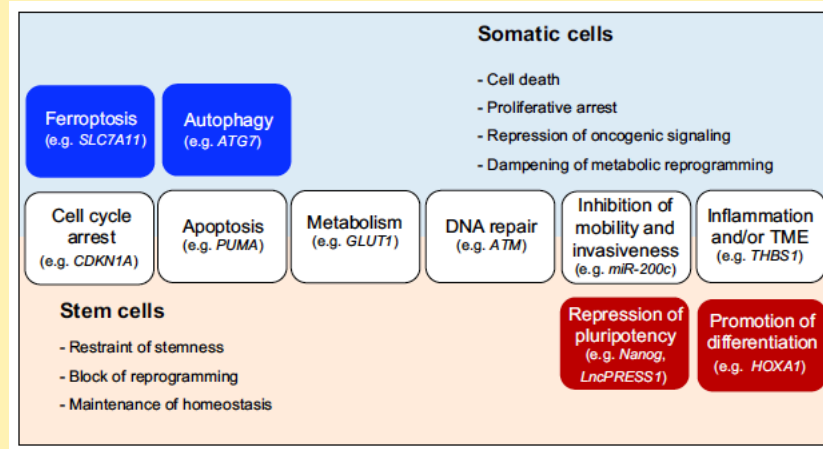 Somatic cells
- Cell death
- Proliferative arrest
- Repression of oncogenic signaling
- Dampening of metabolic reprogramming
Ferroptosis
(e.g. SLC7A11)
Autophagy
(e.g. ATG7)
Cell cycle
arrest
(e.g. CDKN1A)
Apoptosis
(e.g. PUMA)
Metabolism
(e.g. GLUT1)
DNA repair
(e.g. ATM)
Inhibition of
mobility and
invasiveness
(e.g. miR-200c)
Inflammation
and/or TME
(e.g. THBS1)
Stem cells
- Restraint of stemness
- Block of reprogramming
- Maintenance of homeostasis
Repression of
pluripotency
(e.g. Nanog,
LncPRESS1)
Promotion of
differentiation
(e.g. HOXA1)